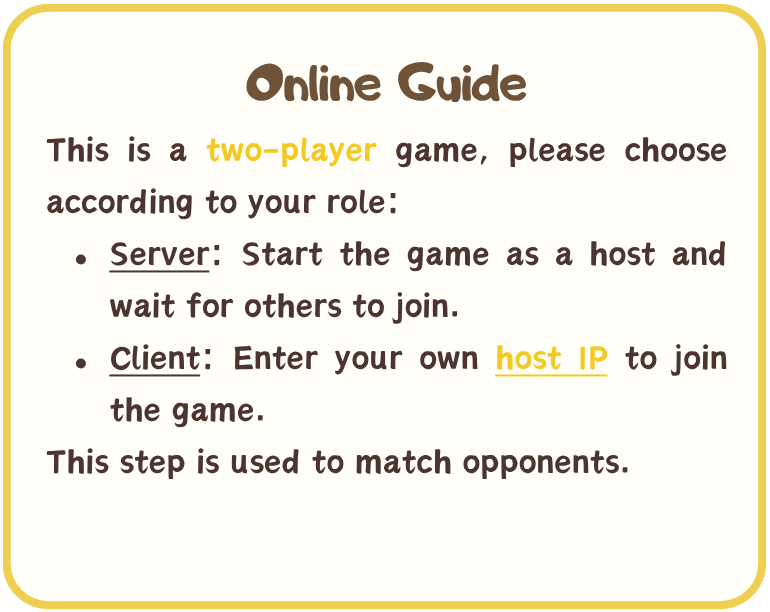 Online Guide
This is a two-player game, please choose
according to your role:
• Server: Start the game as a host and
wait for others to join.
• Client: Enter your own host IP to join
the game.
This step is used to match opponents.